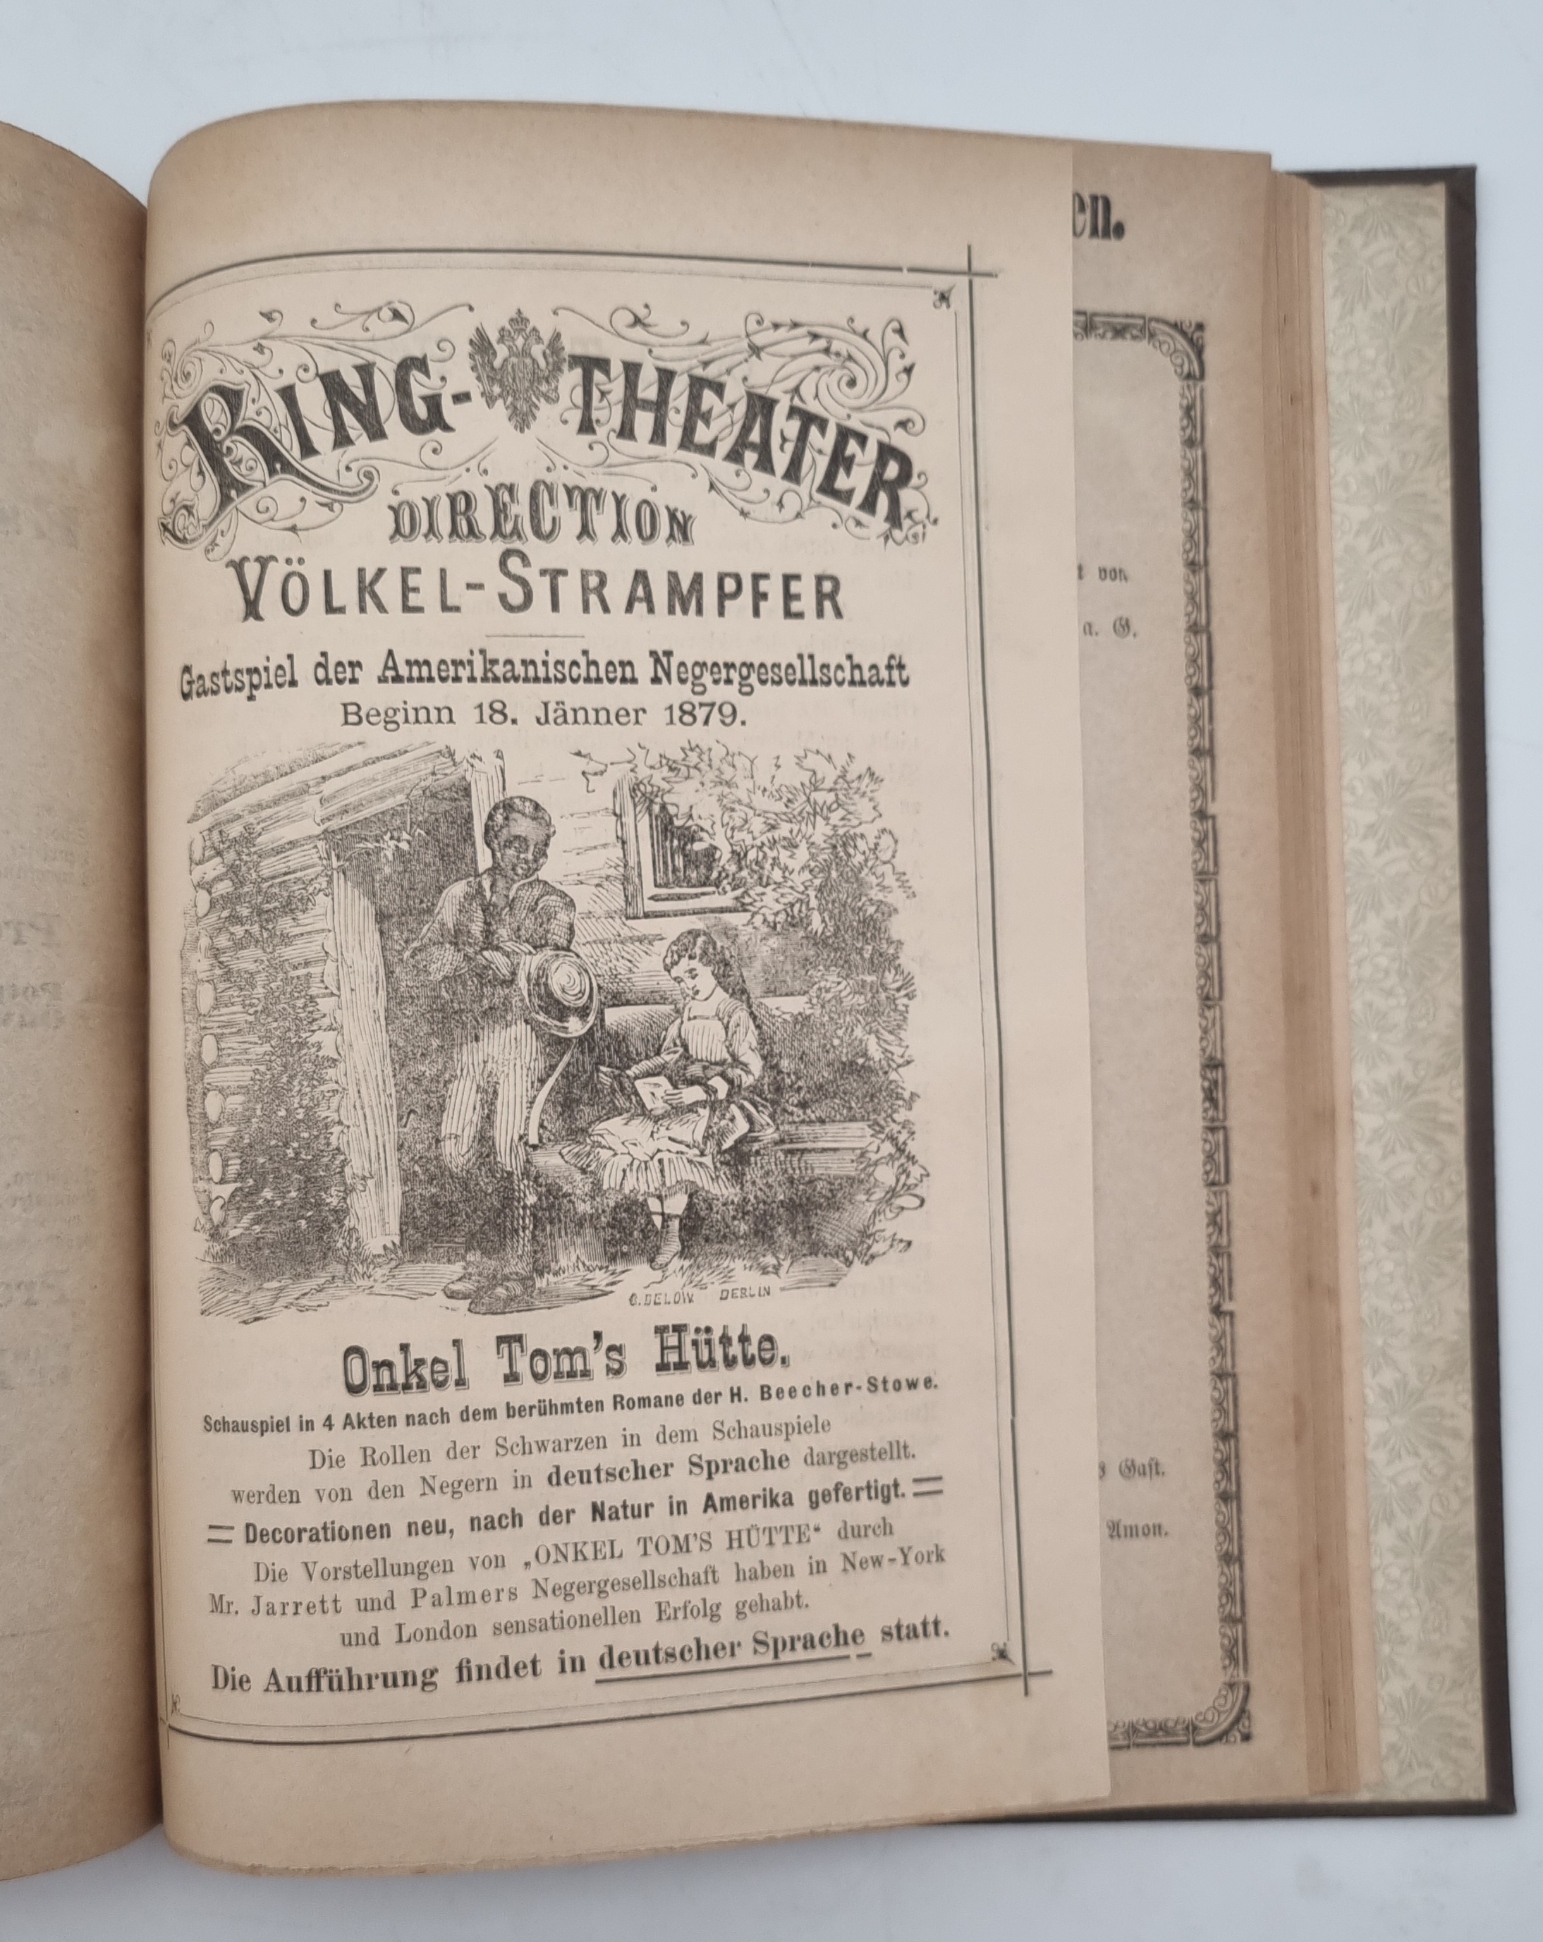 RING-THEATER
DIRECTION
VÖLKEL-STRAMPFER
Gastspiel der Amerikanischen Negergesellschaft
Beginn 18. Jänner 1879.
C. BELOW BERLIN
Onkel Tom's Hütte.
Schauspiel in 4 Akten nach dem berühmten Romane der H. Beecher-Stowe.
Die Rollen der Schwarzen in dem Schauspiele
werden von den Negern in deutscher Sprache dargestellt.
= Decorationen neu, nach der Natur in Amerika gefertigt. =
Die Vorstellungen von „ONKEL TOM'S HÜTTE“ durch
Mr. Jarrett und Palmers Negergesellschaft haben in New-York
und London sensationellen Erfolg gehabt.
Die Aufführung findet in deutscher Sprache statt.
en.
t von
a. G.
s Gast.
Amon.